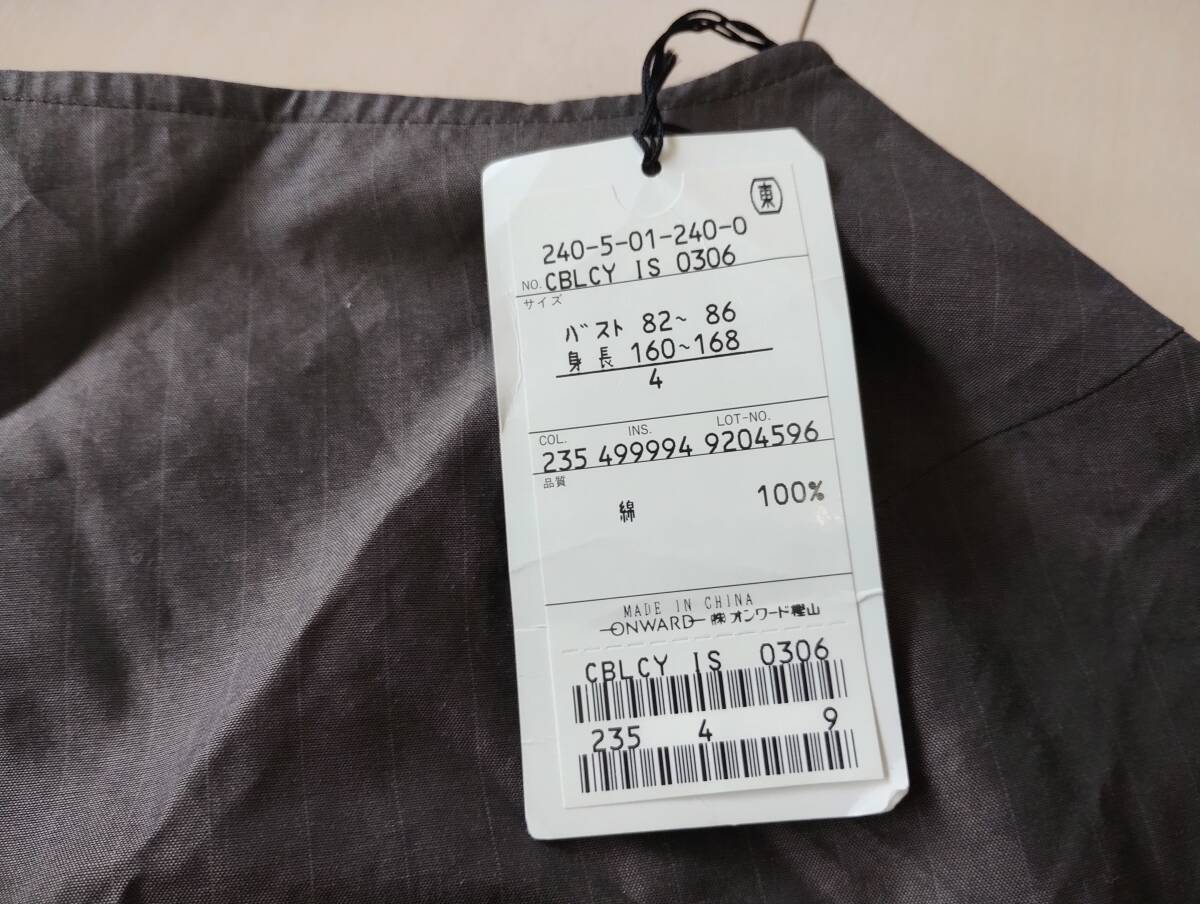 東
240-5-01-240-0
NO. CBLCY IS 0306
サイズ
バスト 82~ 86
身長 160~168
4
COL. INS. LOT-NO.
235 499994 9204596
品質
綿 100%
MADE IN CHINA
ONWARD ㈱オンワード樫山
CBLCY IS 0306
235 4 9